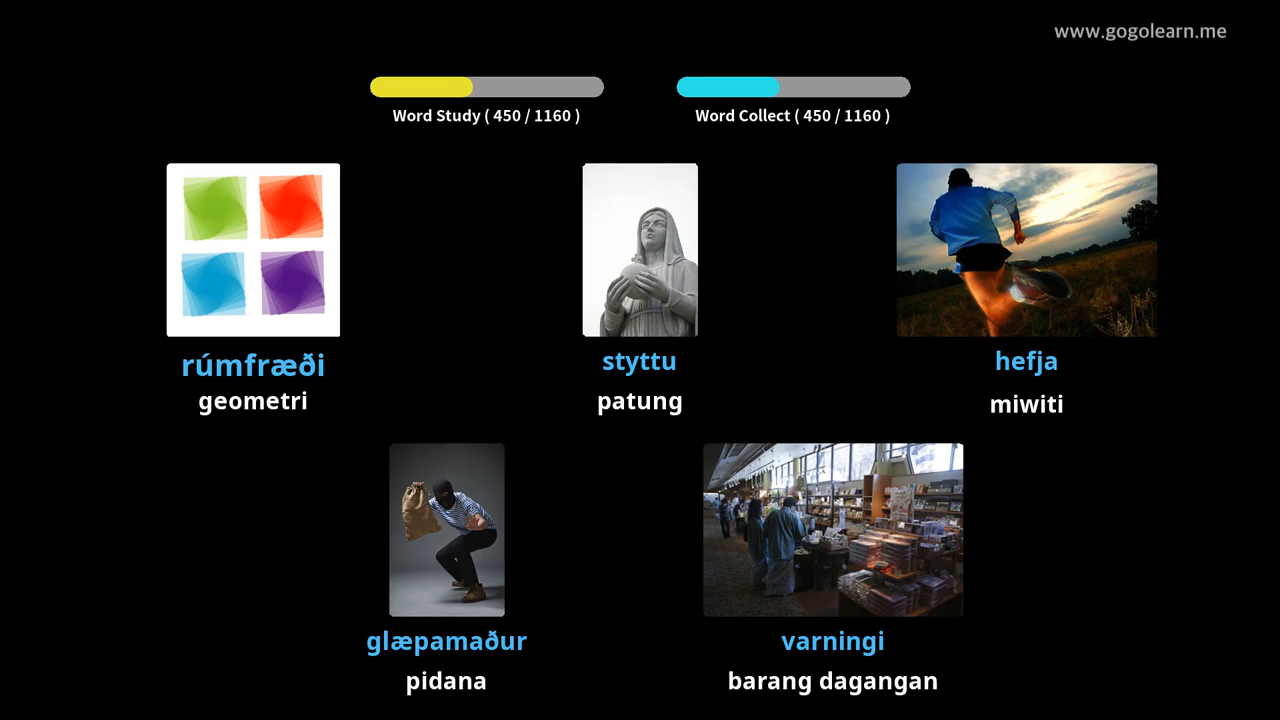 www.gogolearn.me
Word Study ( 450 / 1160 )
Word Collect ( 450 / 1160 )
rúmfræði
geometri
styttu
patung
hefja
miwiti
glæpamaður
pidana
varningi
barang dagangan